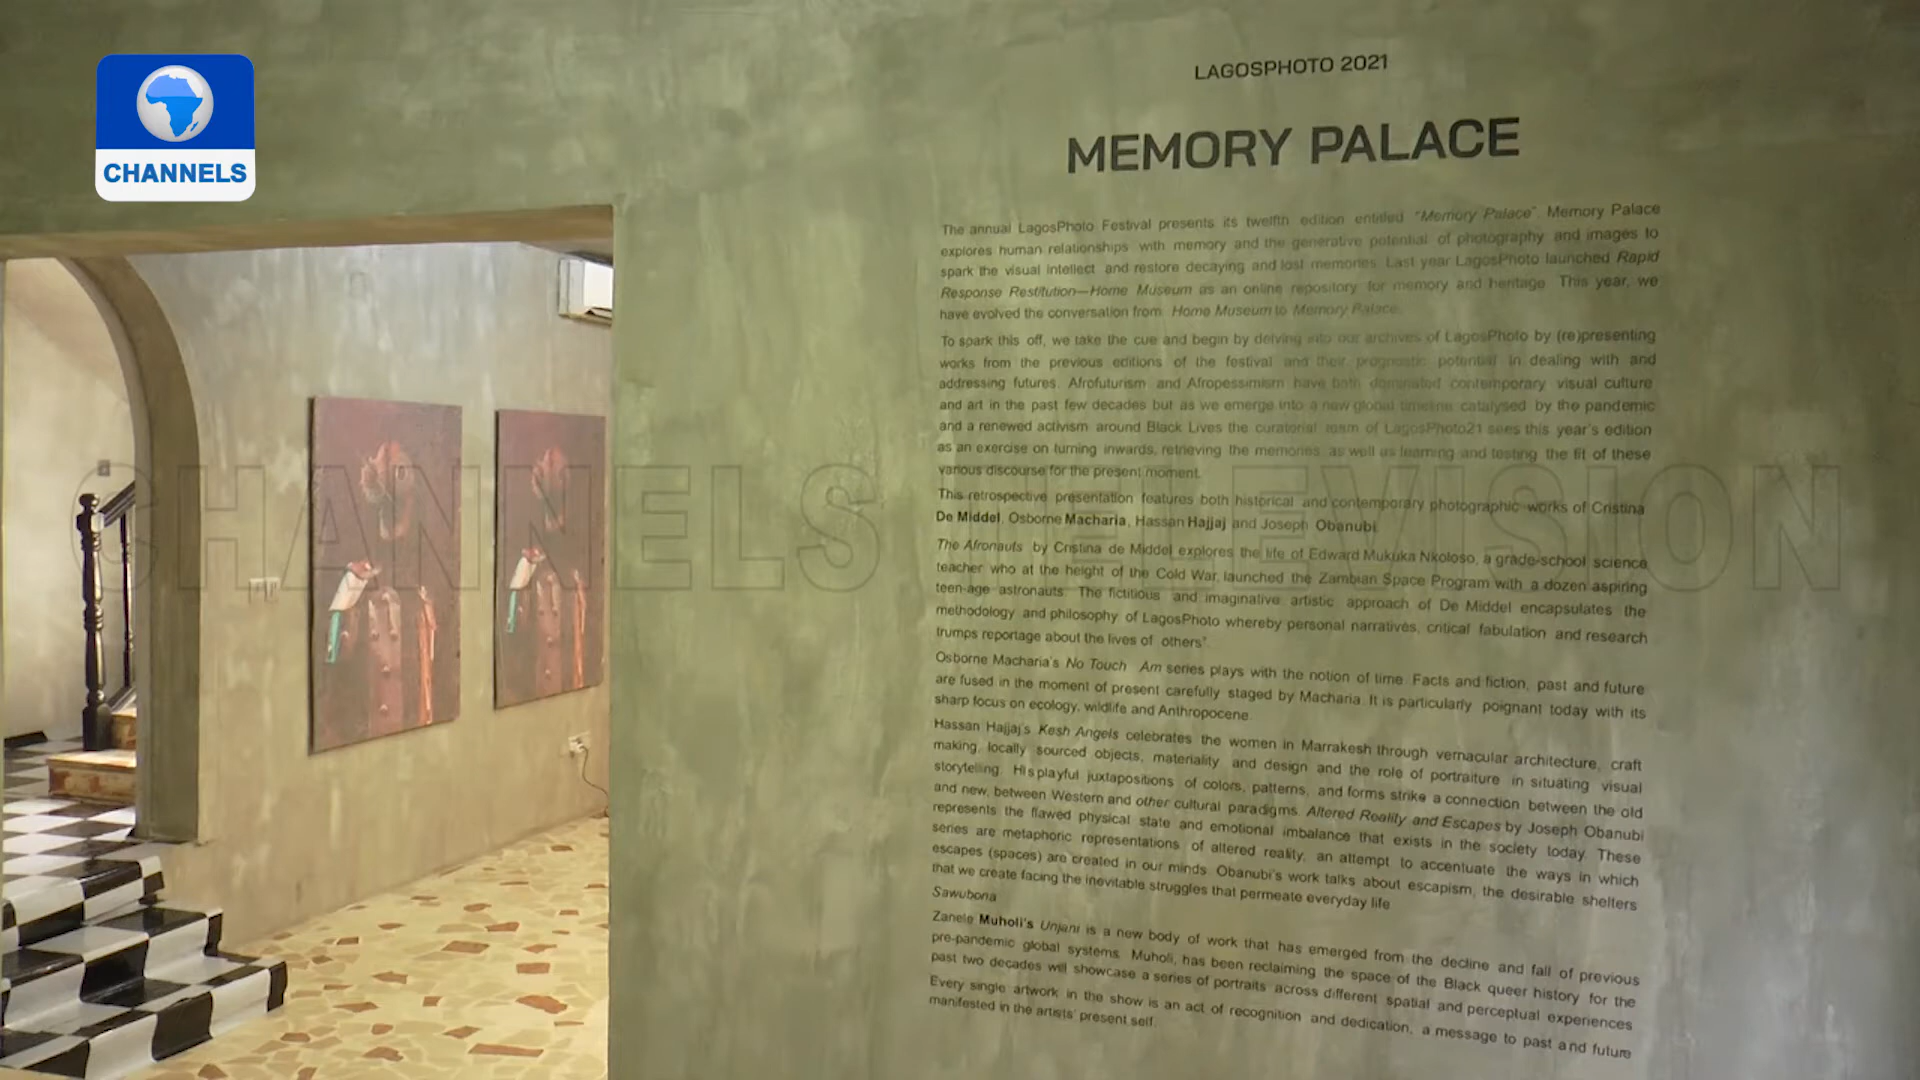 CHANNELS
LAGOSPHOTO 2021
MEMORY PALACE
The annual LagosPhoto Festival presents its twelfth edition entitled "Memory Palace". Memory Palace
explores human relationships with memory and the generative potential of photography and images to
spark the visual intellect and restore decaying and lost memories. Last year LagosPhoto launched Rapid
Response Restitution—Home Museum as an online repository for memory and heritage. This year, we
have evolved the conversation from Home Museum to Memory Palace.
To spark this off, we take the cue and begin by delving into our archives of LagosPhoto by (re)presenting
works from the previous editions of the festival and their prognostic potential in dealing with and
addressing futures. Afrofuturism and Afropessimism have both dominated contemporary visual culture
and art in the past few decades but as we emerge into a new global timeline catalysed by the pandemic
and a renewed activism around Black Lives the curatorial team of LagosPhoto21 sees this year's edition
as an exercise on turning inwards, retrieving the memories as well as learning and testing the fit of these
various discourse for the present moment.
CHANNELS TELEVISION
This retrospective presentation features both historical and contemporary photographic works of Cristina
De Middel, Osborne Macharia, Hassan Hajjaj and Joseph Obanubi.
The Afronauts by Cristina de Middel explores the life of Edward Mukuka Nkoloso, a grade-school science
teacher who at the height of the Cold War, launched the Zambian Space Program with a dozen aspiring
teen-age astronauts. The fictitious and imaginative artistic approach of De Middel encapsulates the
methodology and philosophy of LagosPhoto whereby personal narratives, critical fabulation and research
trumps reportage about the lives of others".
Osborne Macharia's No Touch Am series plays with the notion of time. Facts and fiction, past and future
are fused in the moment of present carefully staged by Macharia. It is particularly poignant today with its
sharp focus on ecology, wildlife and Anthropocene.
Hassan Hajjaj's Kesh Angels celebrates the women in Marrakesh through vernacular architecture, craft
making, locally sourced objects, materiality and design and the role of portraiture in situating visual
storytelling. His playful juxtapositions of colors, patterns, and forms strike a connection between the old
and new, between Western and other cultural paradigms. Altered Reality and Escapes by Joseph Obanubi
represents the flawed physical state and emotional imbalance that exists in the society today. These
series are metaphoric representations of altered reality, an attempt to accentuate the ways in which
escapes (spaces) are created in our minds. Obanubi's work talks about escapism, the desirable shelters
that we create facing the inevitable struggles that permeate everyday life.
Sawubona
Zanele Muholi's Unjani is a new body of work that has emerged from the decline and fall of previous
pre-pandemic global systems. Muholi, has been reclaiming the space of the Black queer history for the
past two decades will showcase a series of portraits across different spatial and perceptual experiences
Every single artwork in the show is an act of recognition and dedication, a message to past and future
manifested in the artists' present self.